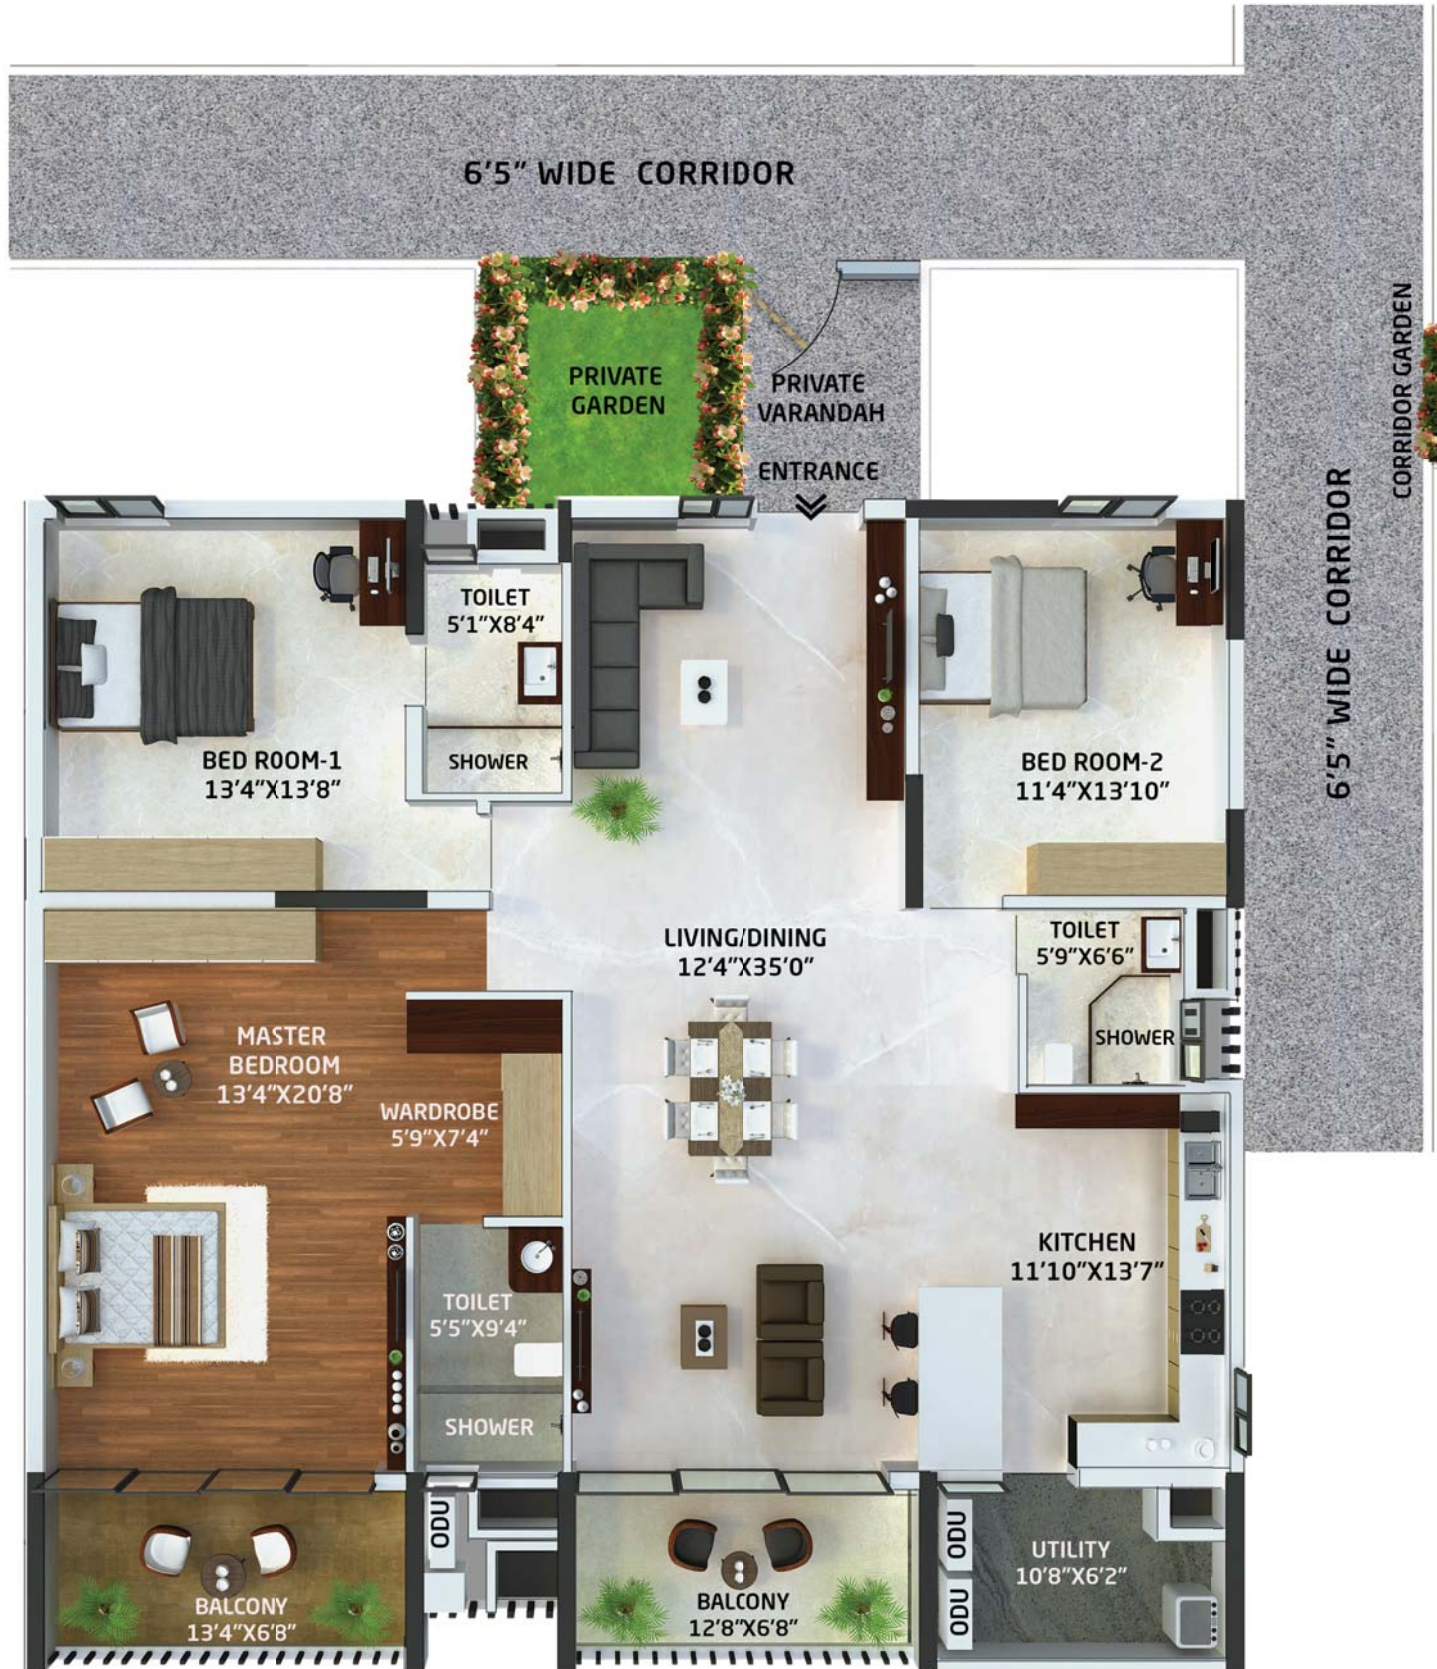 6'5" WIDE CORRIDOR
CORRIDOR GARDEN
6'5" WIDE CORRIDOR
PRIVATE
GARDEN
PRIVATE
VARANDAH
ENTRANCE
TOILET
5'1"X8'4"
SHOWER
BED ROOM-1
13'4"X13'8"
BED ROOM-2
11'4"X13'10"
LIVING/DINING
12'4"X35'0"
TOILET
5'9"X6'6"
SHOWER
MASTER
BEDROOM
13'4"X20'8"
WARDROBE
5'9"X7'4"
KITCHEN
11'10"X13'7"
TOILET
5'5"X9'4"
SHOWER
ODU
ODU
ODU
UTILITY
10'8"X6'2"
BALCONY
13'4"X6'8"
BALCONY
12'8"X6'8"